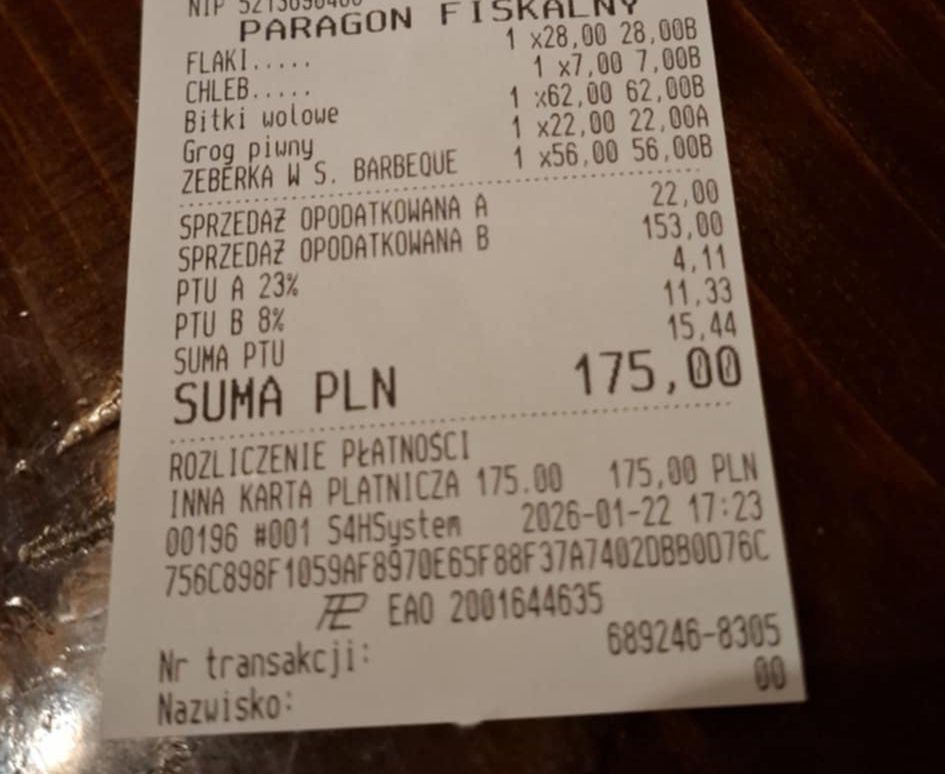 NIP
PARAGON FISKALNY
FLAKI..... 1 x28,00 28,00B
CHLEB..... 1 x7,00 7,00B
Bitki wolowe 1 x62,00 62,00B
Grog piwny 1 x22,00 22,00A
ZEBERKA W S. BARBEQUE 1 x56,00 56,00B
SPRZEDAŻ OPODATKOWANA A 22,00
SPRZEDAŻ OPODATKOWANA B 153,00
PTU A 23% 4,11
PTU B 8% 11,33
SUMA PTU 15,44
SUMA PLN 175,00
ROZLICZENIE PŁATNOŚCI
INNA KARTA PLATNICZA 175.00 175,00 PLN
00196 #001 S4HSystem 2026-01-22 17:23
756C898F1059AF8970E65F88F37A7402DBB0D76C
EAO 2001644635
Nr transakcji: 689246-8305
Nazwisko: 00